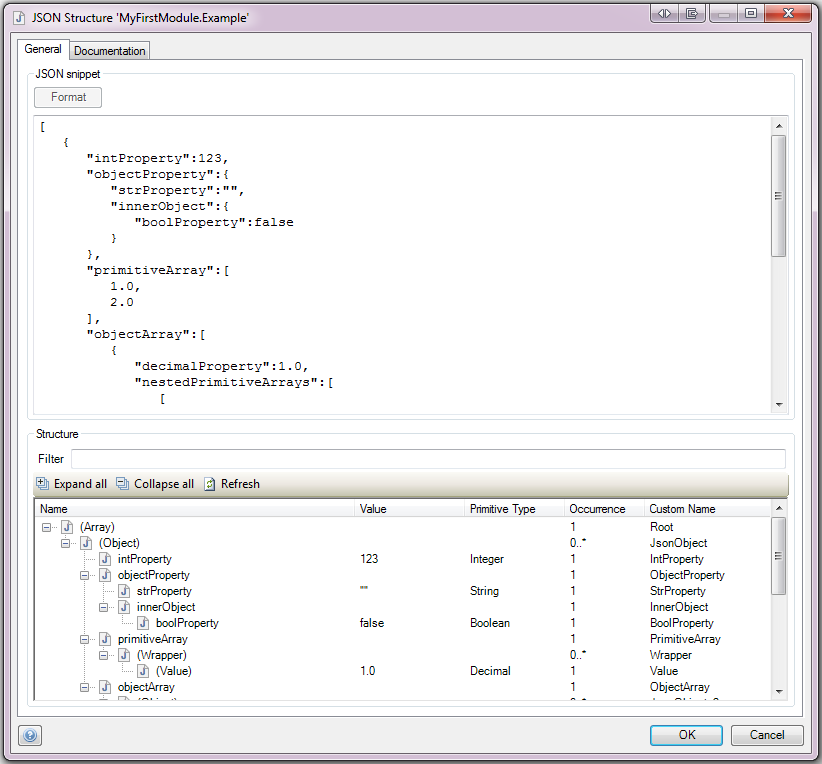 JSON Structure 'MyFirstModule.Example'
General Documentation
JSON snippet
Format
[
{
"intProperty":123,
"objectProperty":{
"strProperty":"",
"innerObject":{
"boolProperty":false
}
},
"primitiveArray":[
1.0,
2.0
],
"objectArray":[
{
"decimalProperty":1.0,
"nestedPrimitiveArrays":[
[
Structure
Filter
Expand all Collapse all Refresh
Name Value Primitive Type Occurrence Custom Name
(Array) 1 Root
(Object) 0..* JsonObject
intProperty 123 Integer 1 IntProperty
objectProperty 1 ObjectProperty
strProperty "" String 1 StrProperty
innerObject 1 InnerObject
boolProperty false Boolean 1 BoolProperty
primitiveArray 1 PrimitiveArray
(Wrapper) 0..* Wrapper
(Value) 1.0 Decimal 1 Value
objectArray 1 ObjectArray
OK Cancel